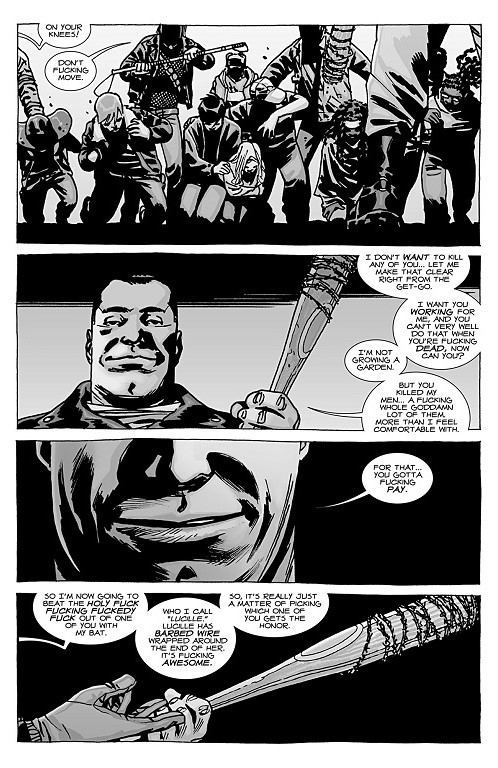 ON YOUR
KNEES!
DON'T
FUCKING
MOVE.
I DON'T WANT TO KILL
ANY OF YOU... LET ME
MAKE THAT CLEAR
RIGHT FROM THE
GET-GO.
I WANT YOU
WORKING FOR
ME, AND YOU
CAN'T VERY WELL
DO THAT WHEN
YOU'RE FUCKING
DEAD, NOW
CAN YOU?
I'M NOT
GROWING A
GARDEN.
BUT YOU
KILLED MY
MEN... A FUCKING
WHOLE GODDAMN
LOT OF THEM.
MORE THAN I FEEL
COMFORTABLE WITH.
FOR THAT...
YOU GOTTA
FUCKING
PAY.
SO I'M NOW GOING TO
BEAT THE HOLY FUCK
FUCKING FUCKEDY
FUCK OUT OF ONE
OF YOU WITH
MY BAT.
WHO I CALL
"LUCILLE."
LUCILLE HAS
BARBED WIRE
WRAPPED AROUND
THE END OF HER.
IT'S FUCKING
AWESOME.
SO, IT'S REALLY JUST
A MATTER OF PICKING
WHICH ONE OF
YOU GETS THE
HONOR.